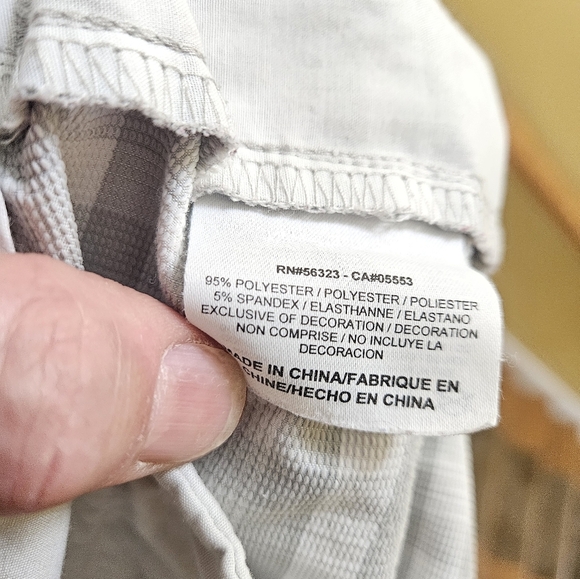 RN#56323 - CA#05553
95% POLYESTER / POLYESTER / POLIESTER
5% SPANDEX / ELASTHANNE / ELASTANO
EXCLUSIVE OF DECORATION / DECORATION
NON COMPRISE / NO INCLUYE LA
DECORACION
IN CHINA/FABRIQUE EN
CHINE/HECHO EN CHINA